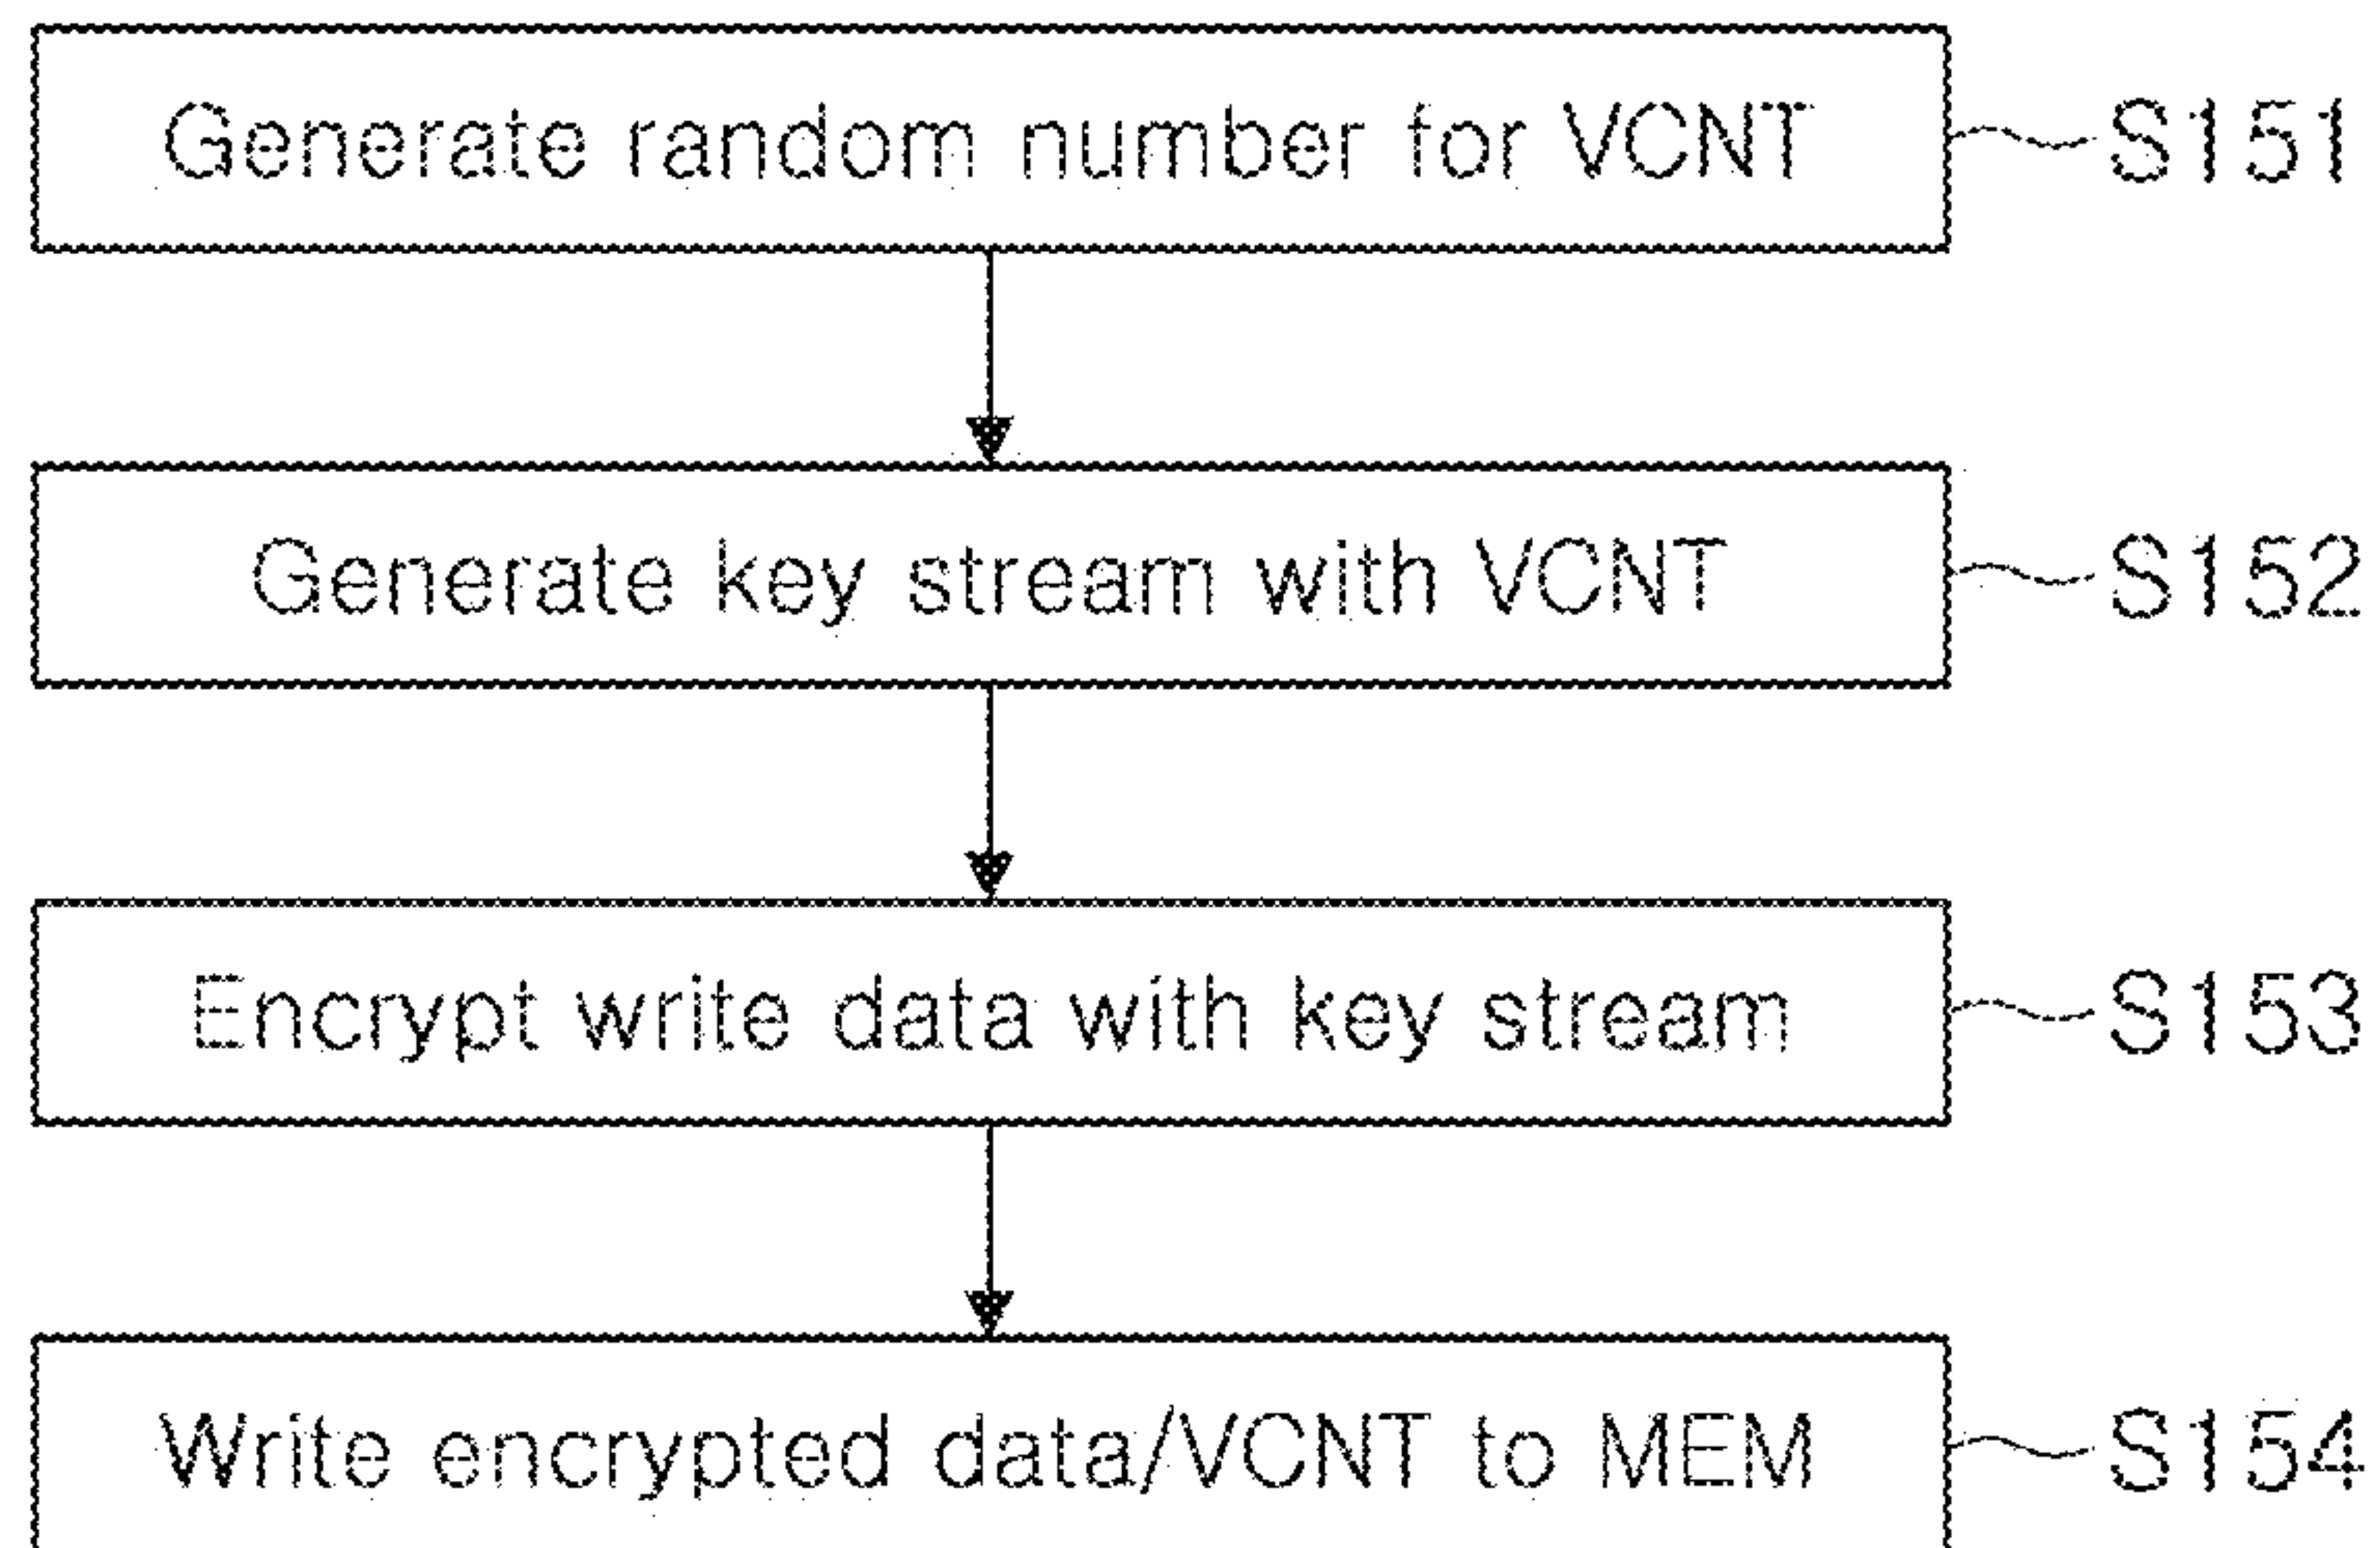 Generate random number for VCNT S151
Generate key stream with VCNT S152
Encrypt write data with key stream S153
Write encrypted data/VCNT to MEM S154